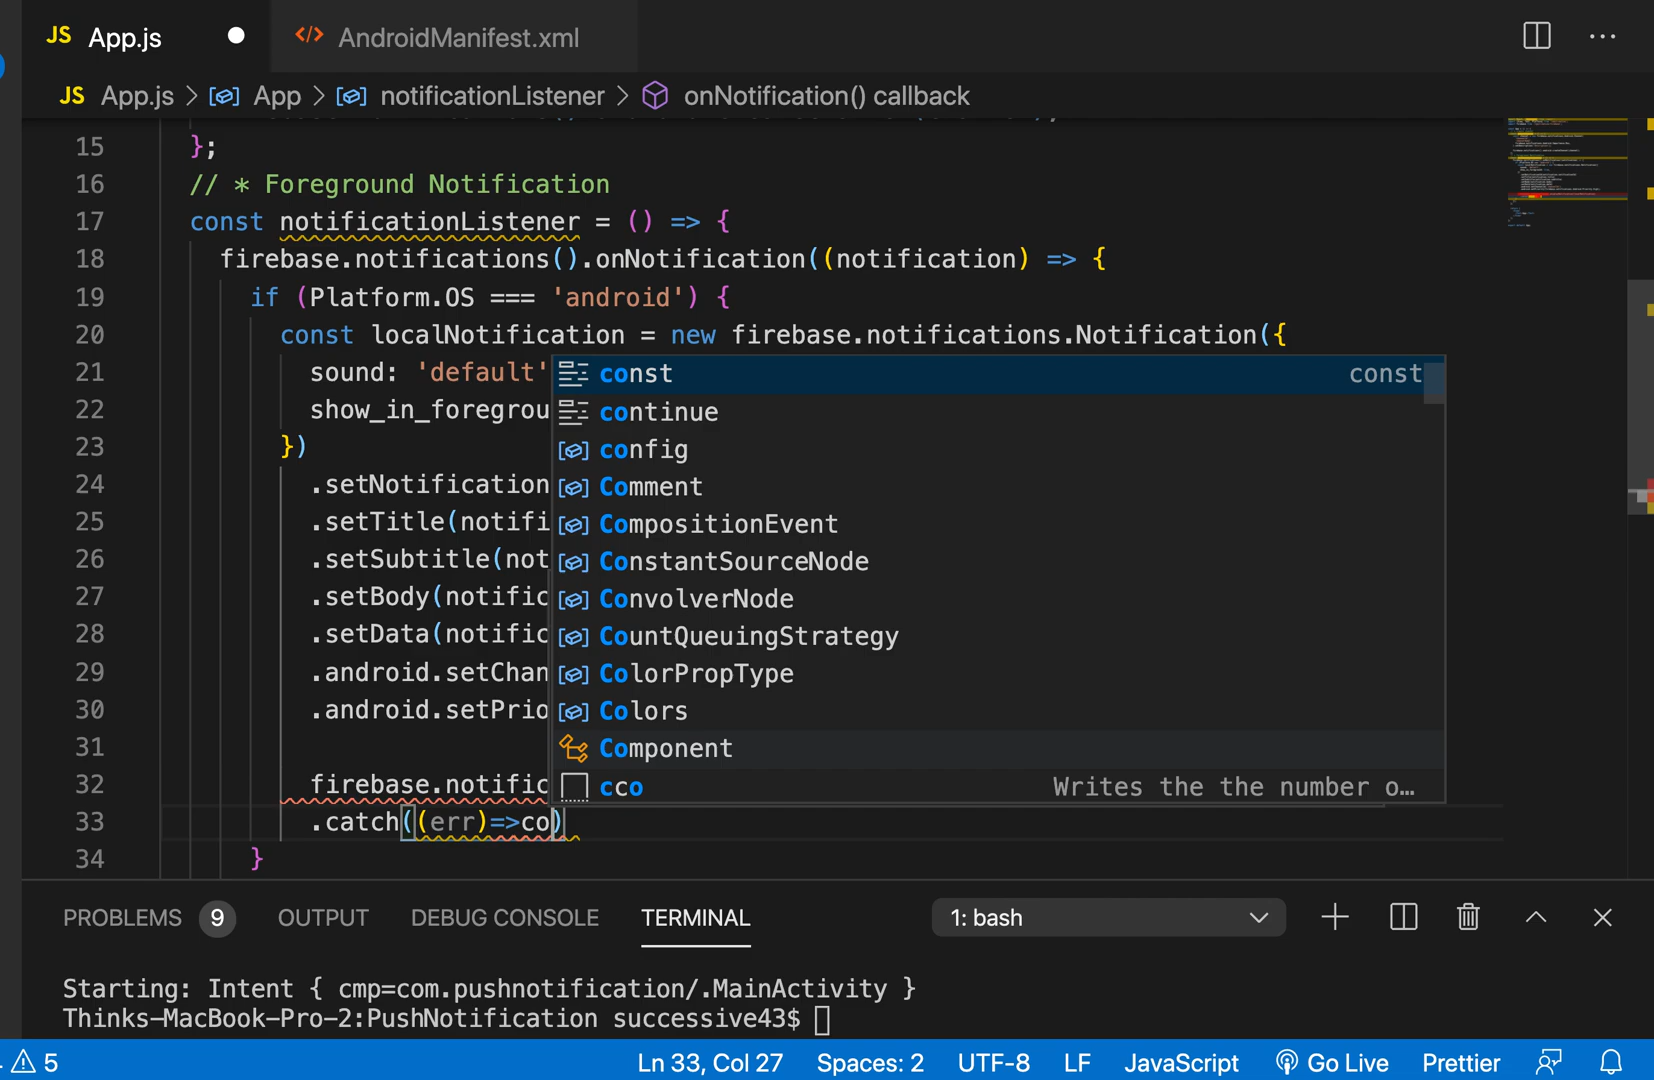 JS App.js AndroidManifest.xml
JS App.js > App > notificationListener > onNotification() callback
15 };
16 // * Foreground Notification
17 const notificationListener = () => {
18 firebase.notifications().onNotification((notification) => {
19 if (Platform.OS === 'android') {
20 const localNotification = new firebase.notifications.Notification({
21 sound: 'default'
22 show_in_foregrou
23 })
24 .setNotification
25 .setTitle(notifi
26 .setSubtitle(not
27 .setBody(notific
28 .setData(notific
29 .android.setChan
30 .android.setPrio
31
32 firebase.notific
33 .catch((err)=>co)
34 }
const const
continue
config
Comment
CompositionEvent
ConstantSourceNode
ConvolverNode
CountQueuingStrategy
ColorPropType
Colors
Component
cco Writes the the number o…
PROBLEMS 9 OUTPUT DEBUG CONSOLE TERMINAL 1: bash
Starting: Intent { cmp=com.pushnotification/.MainActivity }
Thinks-MacBook-Pro-2:PushNotification successive43$
5 Ln 33, Col 27 Spaces: 2 UTF-8 LF JavaScript Go Live Prettier